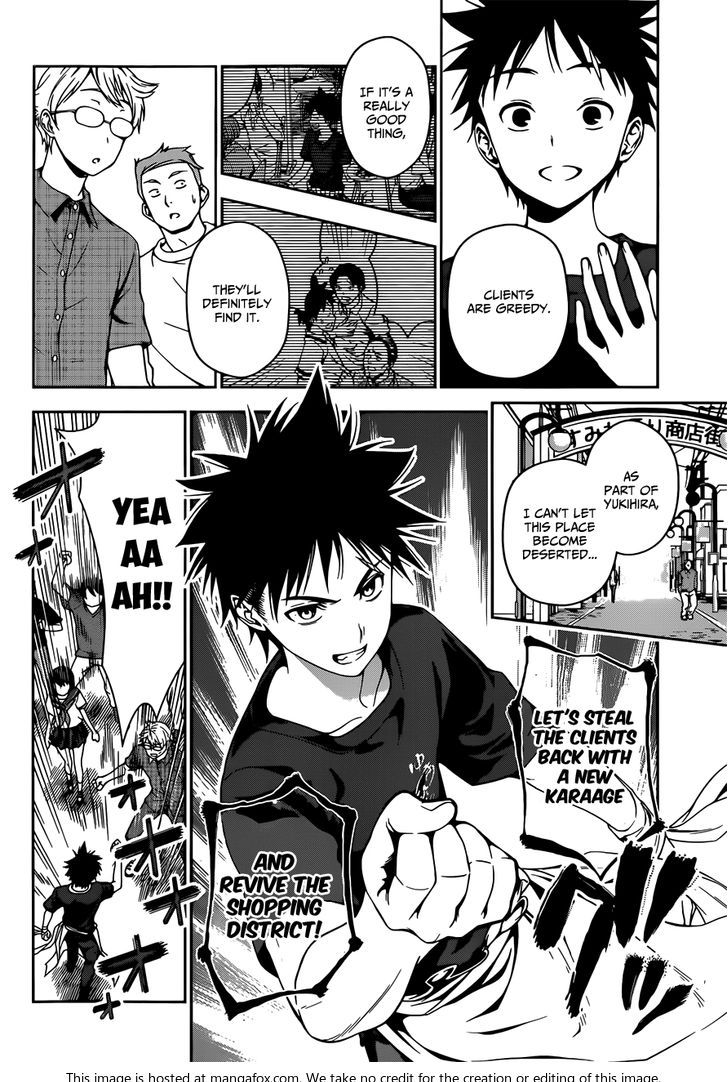 CLIENTS
ARE GREEDY.
IF IT'S A
REALLY
GOOD
THING,
THEY'LL
DEFINITELY
FIND IT.
商店街
AS
PART OF
YUKIHIRA,
I CAN'T LET
THIS PLACE
BECOME
DESERTED...
LET'S STEAL
THE CLIENTS
BACK WITH
A NEW
KARAAGE
AND
REVIVE THE
SHOPPING
DISTRICT!
YEA
AA
AH!!
This image is hosted at mangafox.com. We take no credit for the creation or editing of this image.